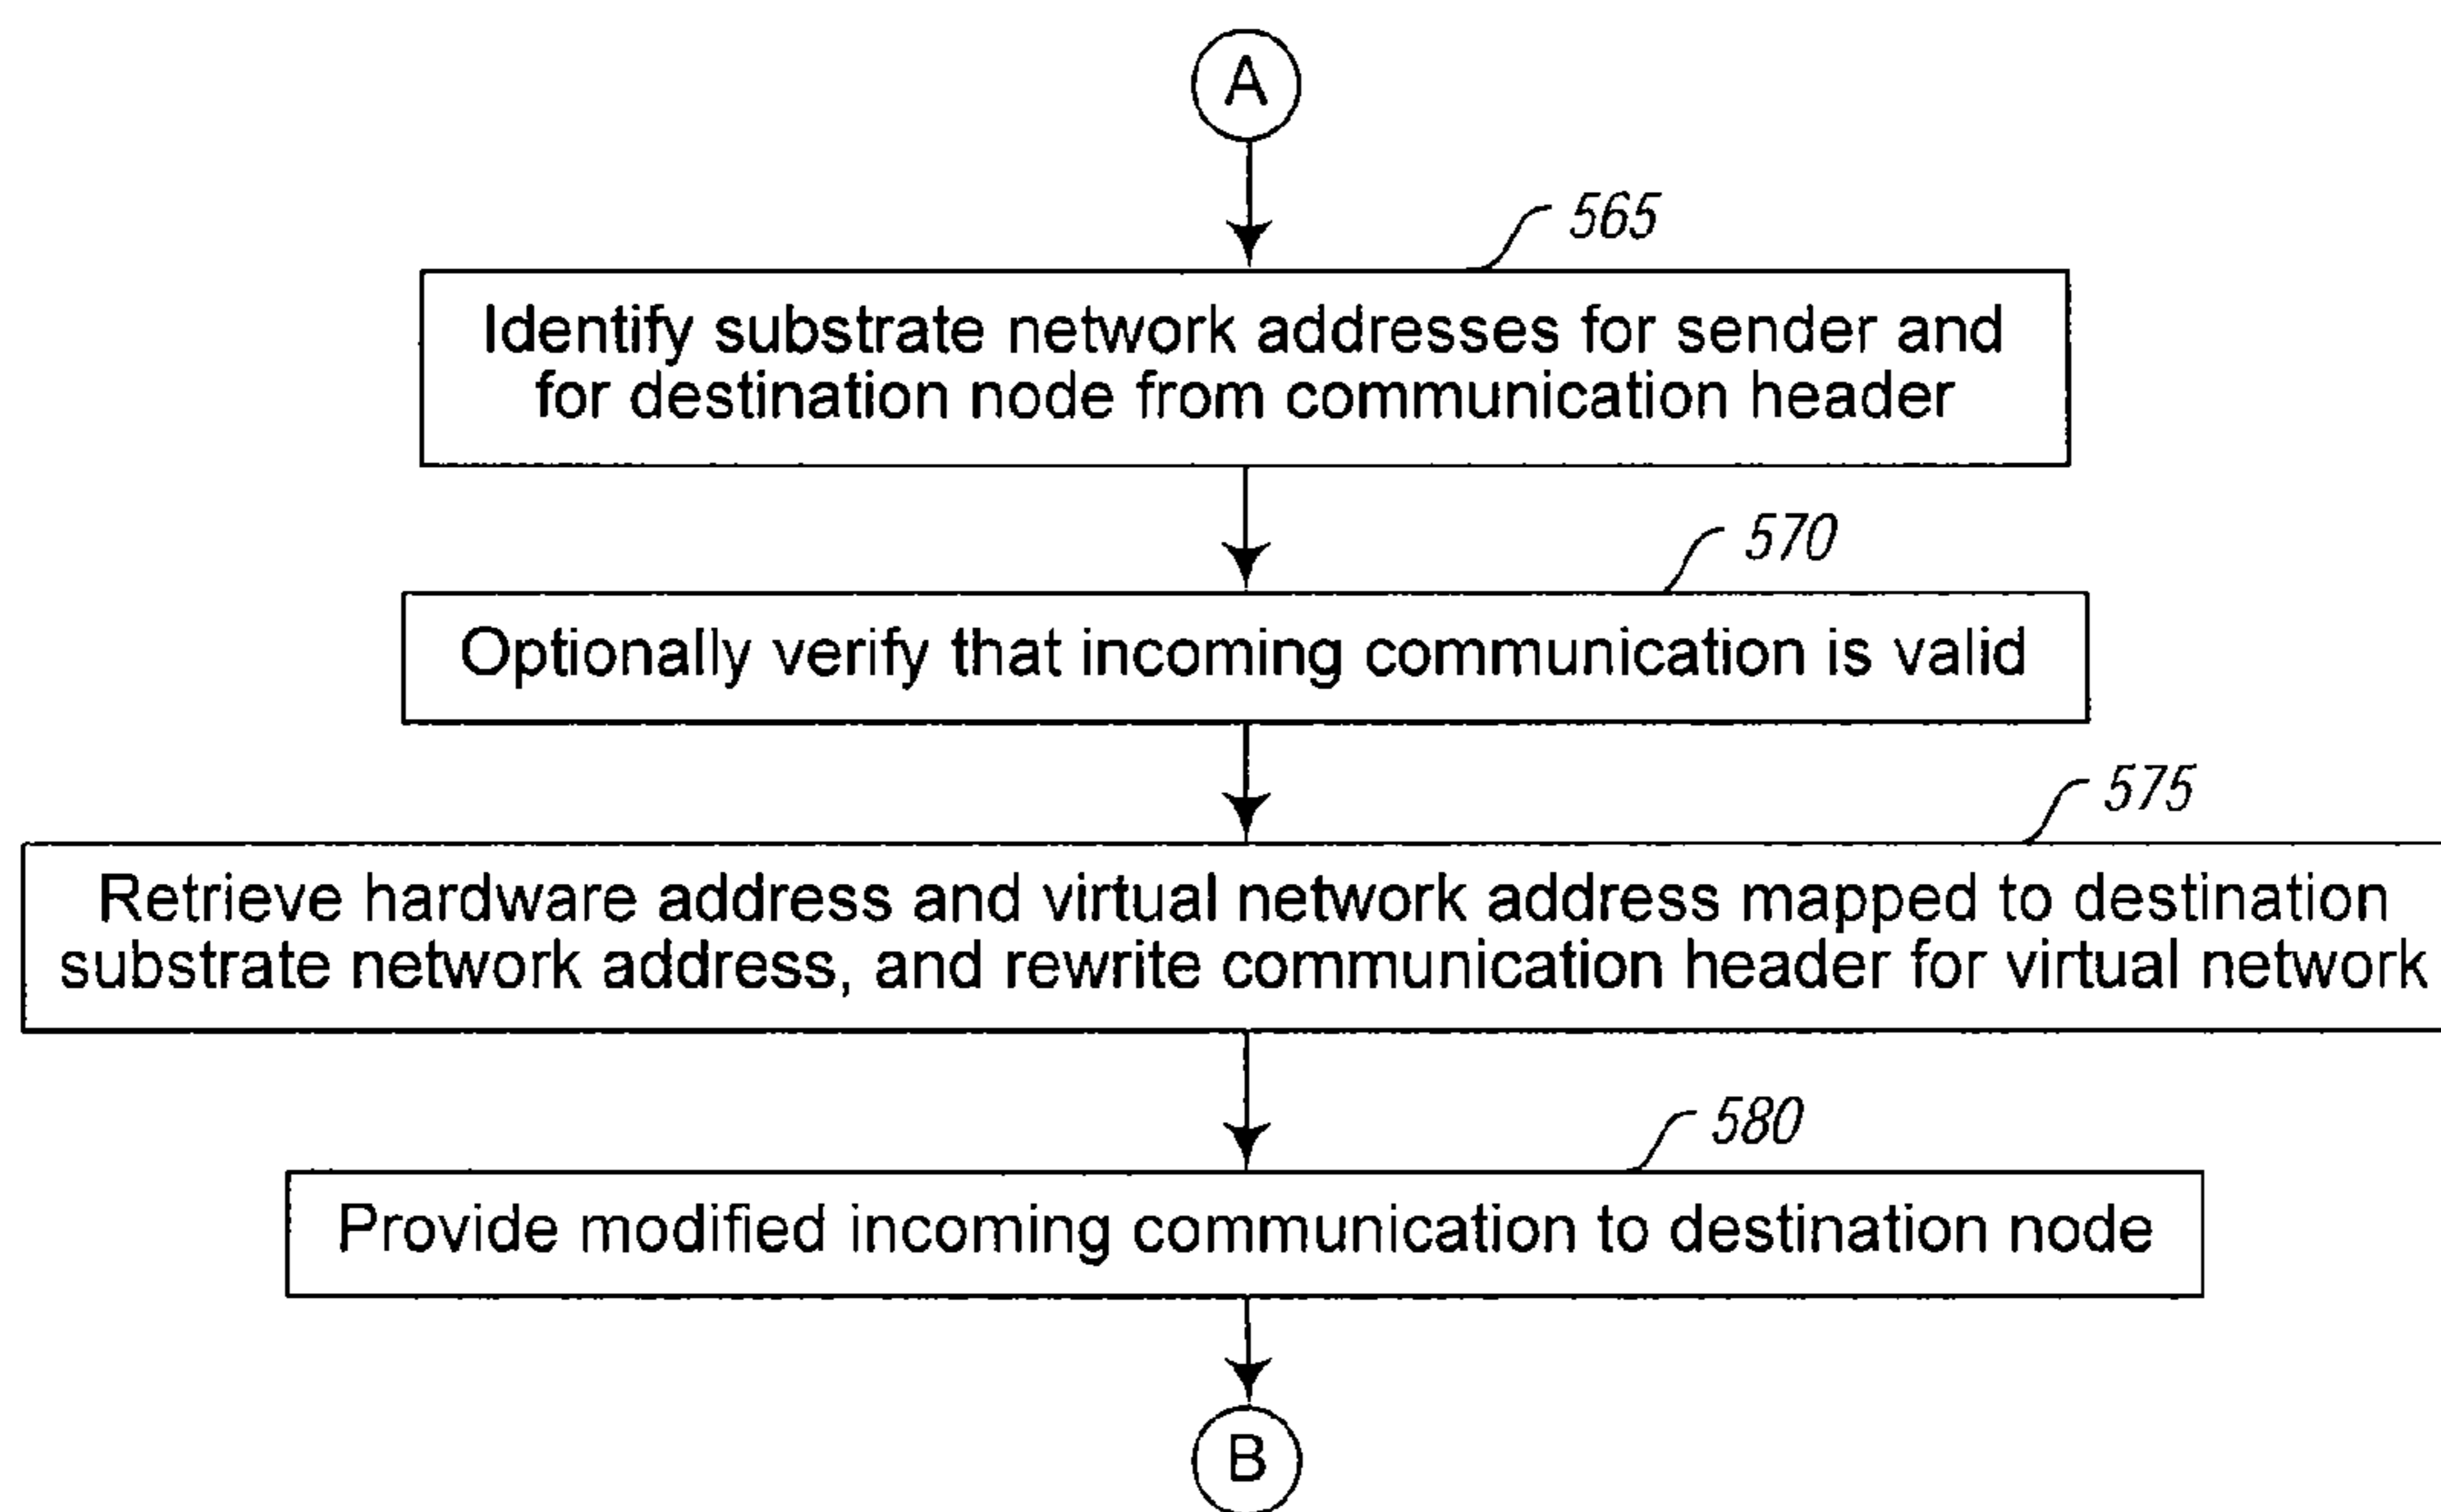 A
565
Identify substrate network addresses for sender and
for destination node from communication header
570
Optionally verify that incoming communication is valid
575
Retrieve hardware address and virtual network address mapped to destination
substrate network address, and rewrite communication header for virtual network
580
Provide modified incoming communication to destination node
B